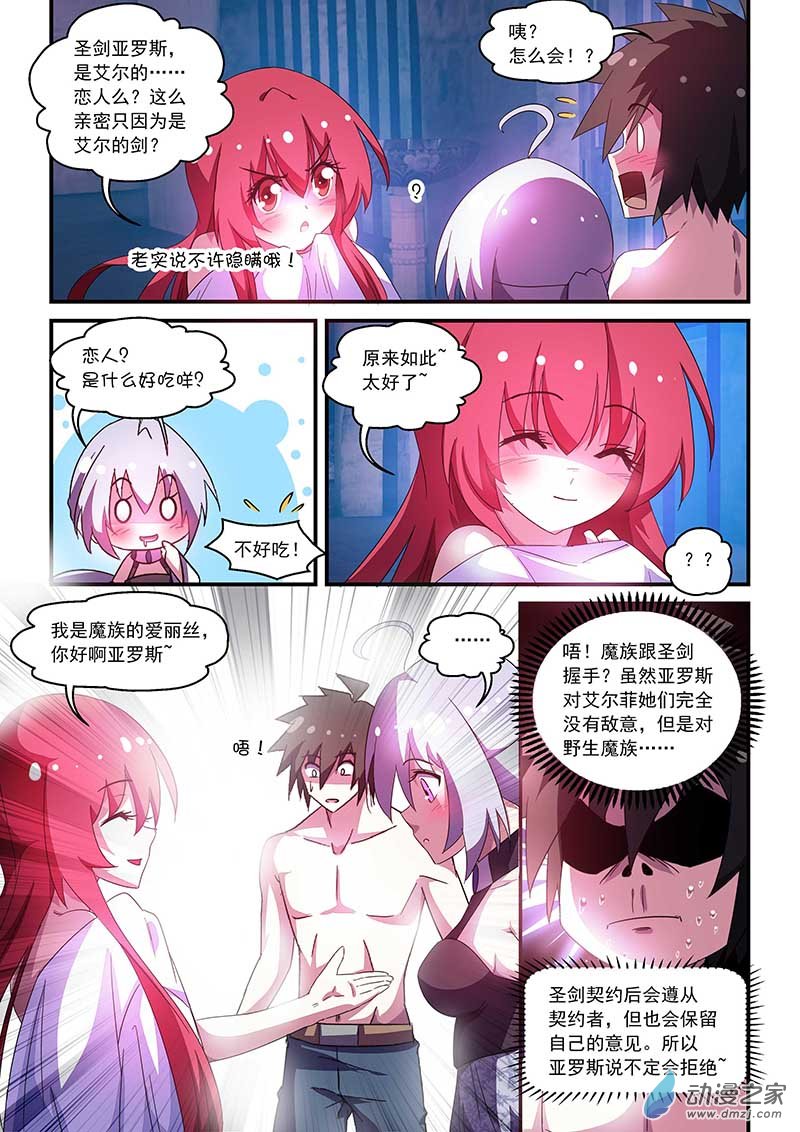 圣剑亚罗斯，
是艾尔的……
恋人么？这么
亲密只因为是
艾尔的剑？
咦？
怎么会！？
?
老实说不许隐瞒哦！
恋人？
是什么好吃咩？
不好吃！
原来如此~
太好了~
？？
我是魔族的爱丽丝，
你好啊亚罗斯~
……
唔！
唔！魔族跟圣剑
握手？虽然亚罗斯
对艾尔菲她们完全
没有敌意，但是对
野生魔族……
圣剑契约后会遵从
契约者，但也会保留
自己的意见。所以
亚罗斯说不定会拒绝~
动漫之家
www.dmzj.com